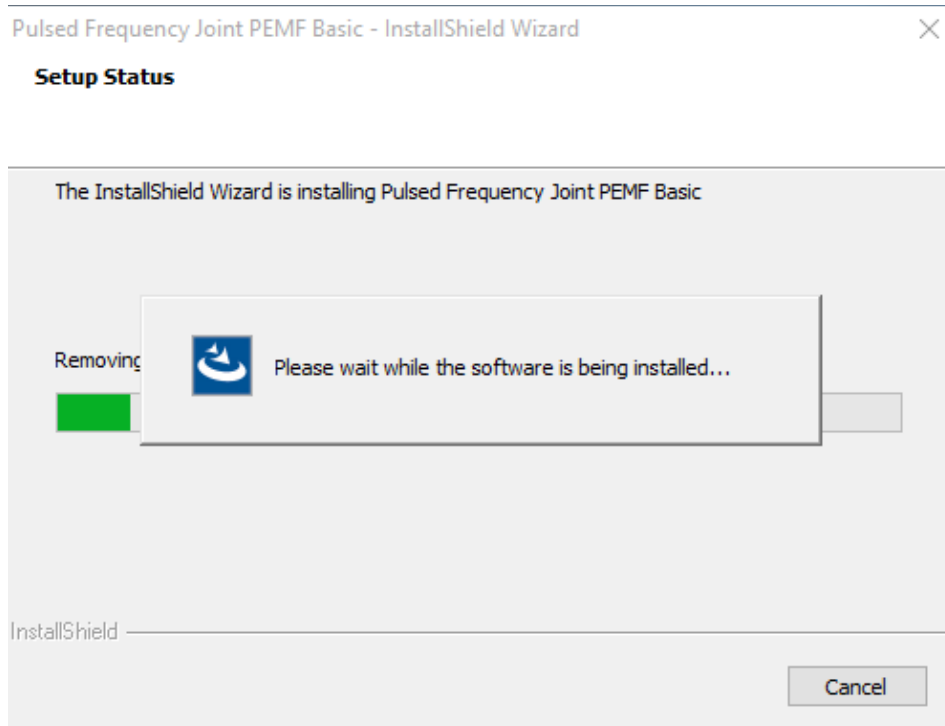 Pulsed Frequency Joint PEMF Basic - InstallShield Wizard
Setup Status
The InstallShield Wizard is installing Pulsed Frequency Joint PEMF Basic
Removing
Please wait while the software is being installed...
InstallShield
Cancel